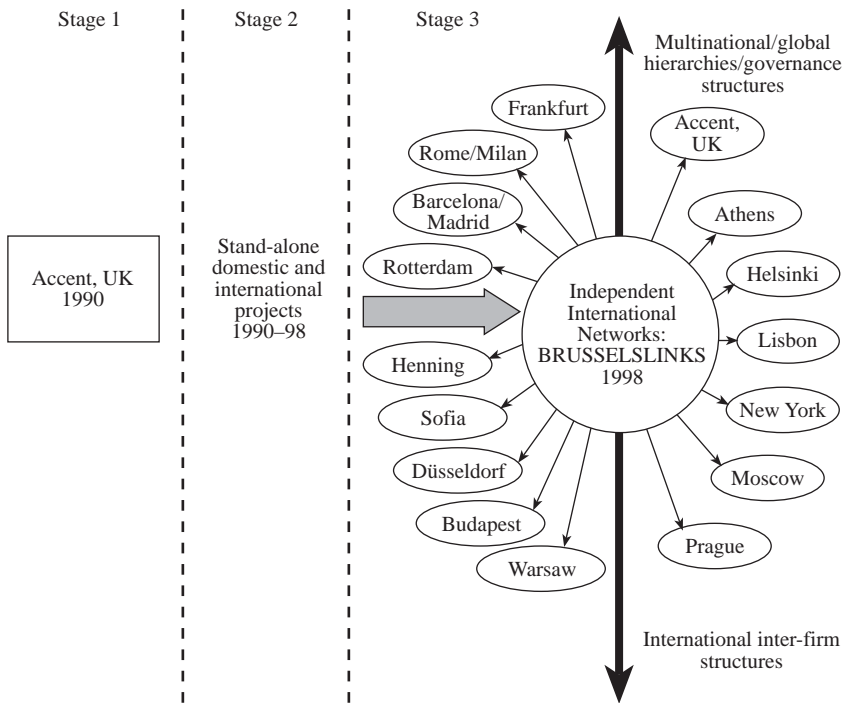 Stage 1
Stage 2
Stage 3
Accent, UK
1990
Stand-alone
domestic and
international
projects
1990–98
Multinational/global
hierarchies/governance
structures
Frankfurt
Rome/Milan
Barcelona/
Madrid
Rotterdam
Henning
Sofia
Düsseldorf
Budapest
Warsaw
Independent
International
Networks:
BRUSSELSLINKS
1998
Accent,
UK
Athens
Helsinki
Lisbon
New York
Moscow
Prague
International inter-firm
structures